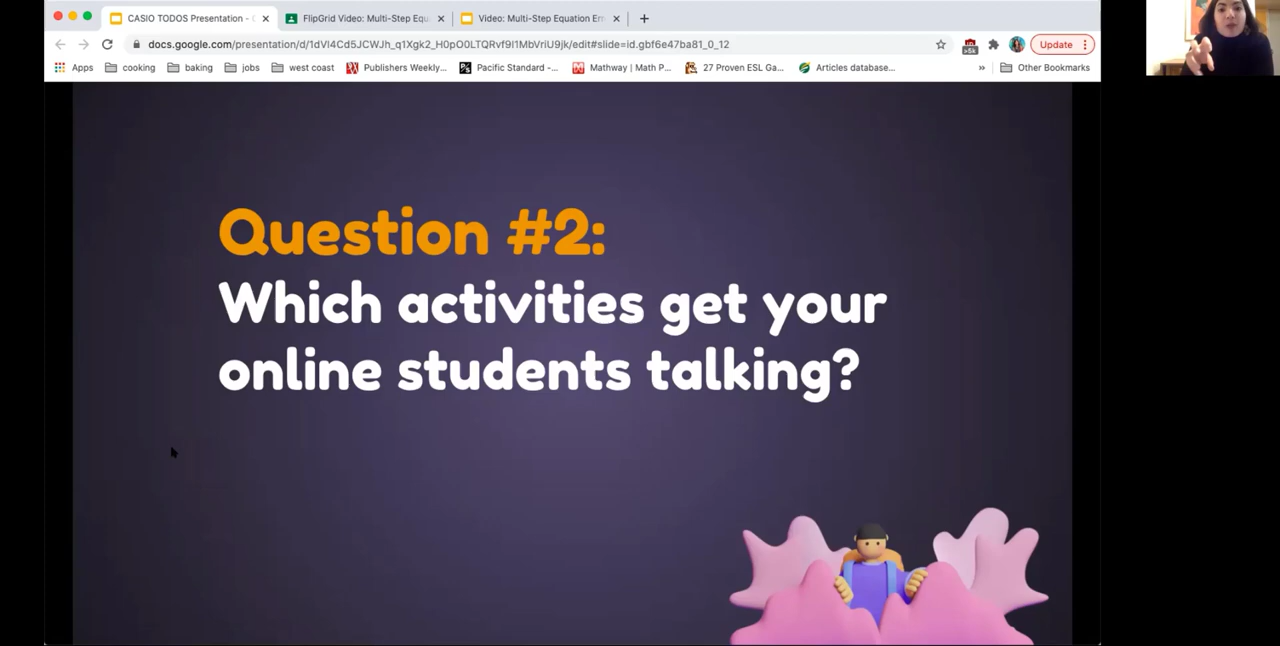 CASIO TODOS Presentation -
FlipGrid Video: Multi-Step Equ
Video: Multi-Step Equation Err
docs.google.com/presentation/d/1dVl4Cd5JCWJh_q1Xgk2_H0pO0LTQRvf9I1MbVriU9jk/edit#slide=id.gbf6e47ba81_0_12
Update
Apps
cooking
baking
jobs
west coast
Publishers Weekly...
Pacific Standard -...
Mathway | Math P...
27 Proven ESL Ga...
Articles database...
»
Other Bookmarks
Question #2:
Which activities get your
online students talking?